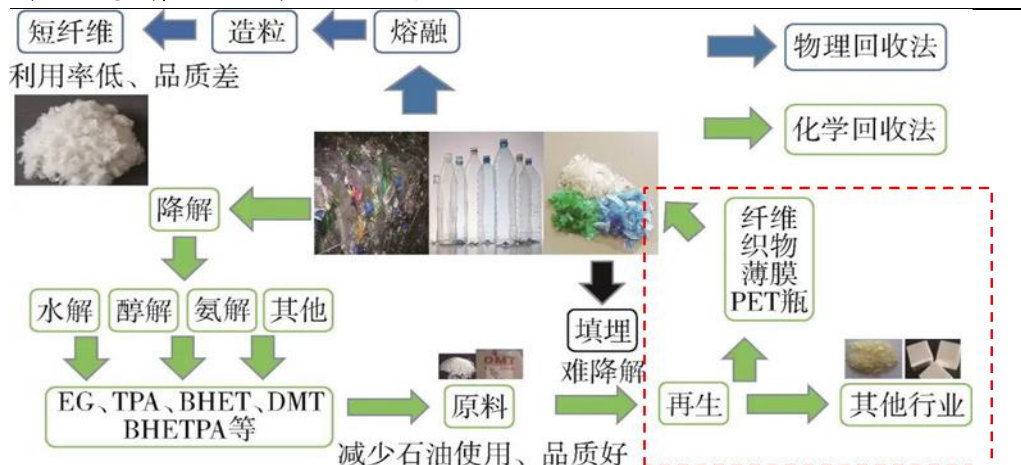 短纤维
造粒
熔融
物理回收法
利用率低、品质差
化学回收法
降解
纤维
织物
薄膜
PET瓶
水解
醇解
氨解
其他
填埋
难降解
DMT
EG、TPA、BHET、DMT
BHETPA等
原料
再生
其他行业
减少石油使用、品质好